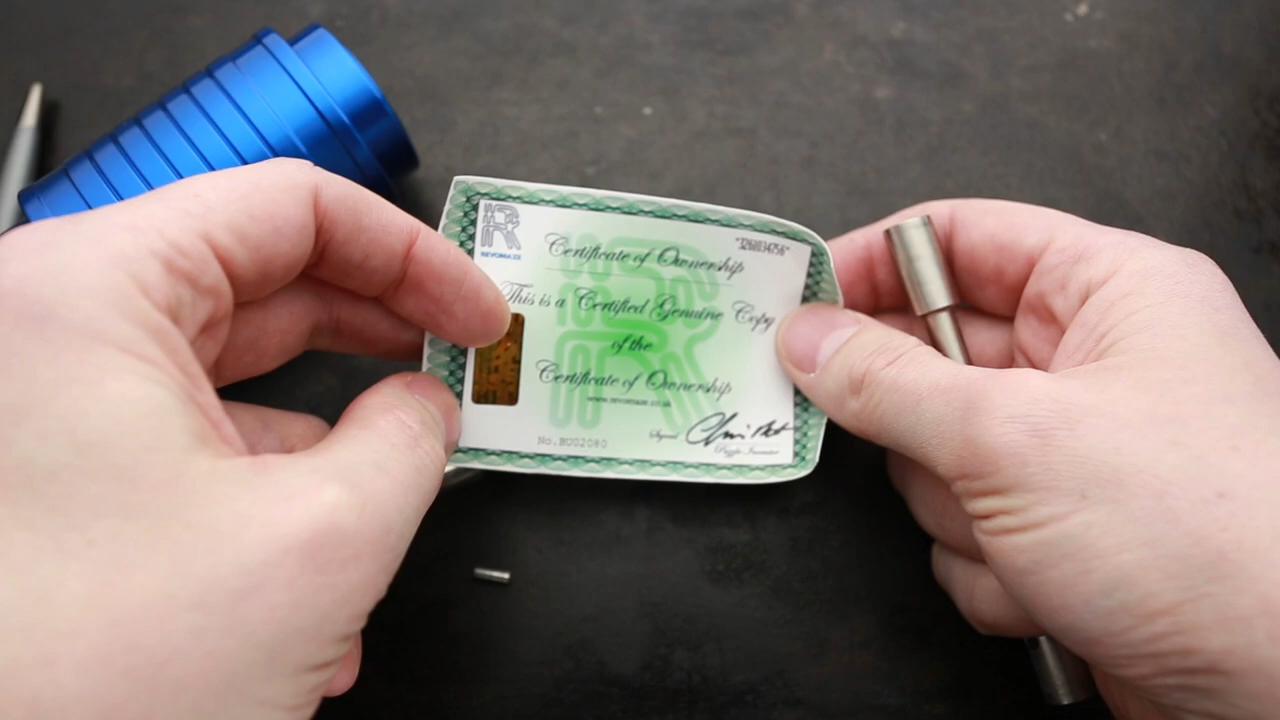 REVOMAZE
Certificate of Ownership
This is a Certified Genuine Copy
of the
Certificate of Ownership
www.revomaze.co.uk
No.BU02080
Signed
Puzzle Inventor